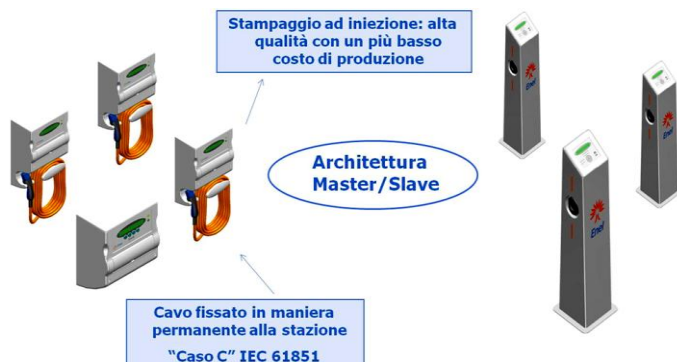 Stampaggio ad iniezione: alta
qualità con un più basso
costo di produzione
Architettura
Master/Slave
Enel
Enel
Enel
Cavo fissato in maniera
permanente alla stazione
“Caso C” IEC 61851